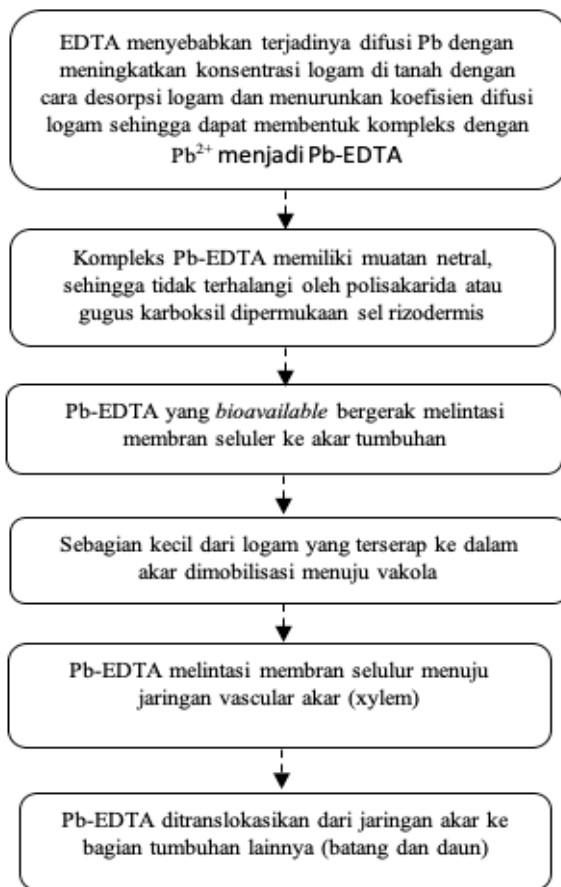 EDTA menyebabkan terjadinya difusi Pb dengan
meningkatkan konsentrasi logam di tanah dengan
cara desorpsi logam dan menurunkan koefisien difusi
logam sehingga dapat membentuk kompleks dengan
Pb²⁺ menjadi Pb-EDTA
Kompleks Pb-EDTA memiliki muatan netral,
sehingga tidak terhalangi oleh polisakarida atau
gugus karboksil dipermukaan sel rizodermis
Pb-EDTA yang bioavailable bergerak melintasi
membran seluler ke akar tumbuhan
Sebagian kecil dari logam yang terserap ke dalam
akar dimobilisasi menuju vakola
Pb-EDTA melintasi membran selulur menuju
jaringan vascular akar (xylem)
Pb-EDTA ditranslokasikan dari jaringan akar ke
bagian tumbuhan lainnya (batang dan daun)